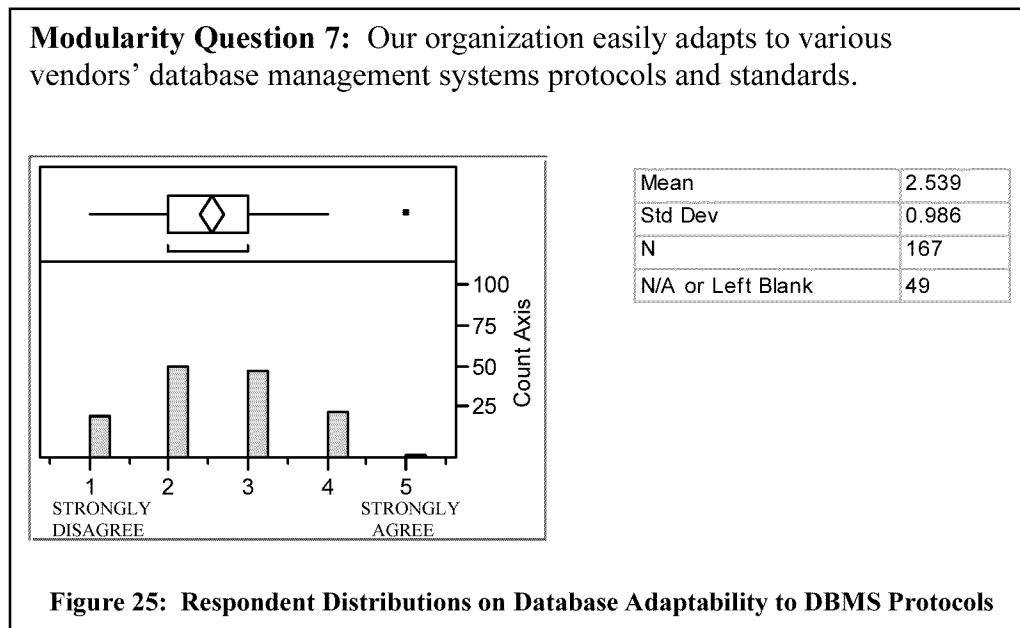 Modularity Question 7: Our organization easily adapts to various
vendors' database management systems protocols and standards.
Mean 2.539
Std Dev 0.986
N 167
N/A or Left Blank 49
100
75
50
25
Count Axis
1 2 3 4 5
STRONGLY STRONGLY
DISAGREE AGREE
Figure 25: Respondent Distributions on Database Adaptability to DBMS Protocols